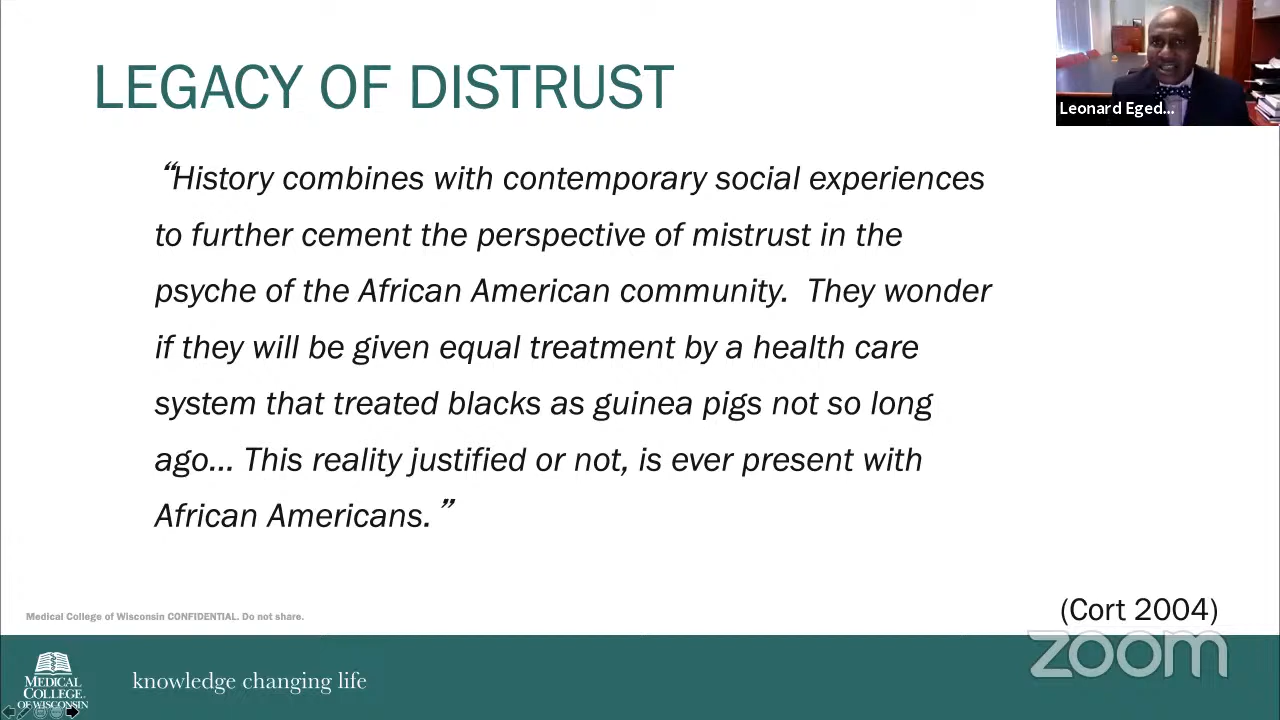 LEGACY OF DISTRUST
Leonard Eged...
“History combines with contemporary social experiences
to further cement the perspective of mistrust in the
psyche of the African American community.  They wonder
if they will be given equal treatment by a health care
system that treated blacks as guinea pigs not so long
ago... This reality justified or not, is ever present with
African Americans.”
(Cort 2004)
Medical College of Wisconsin CONFIDENTIAL. Do not share.
zoom
MEDICAL
COLLEGE
OF WISCONSIN
knowledge changing life